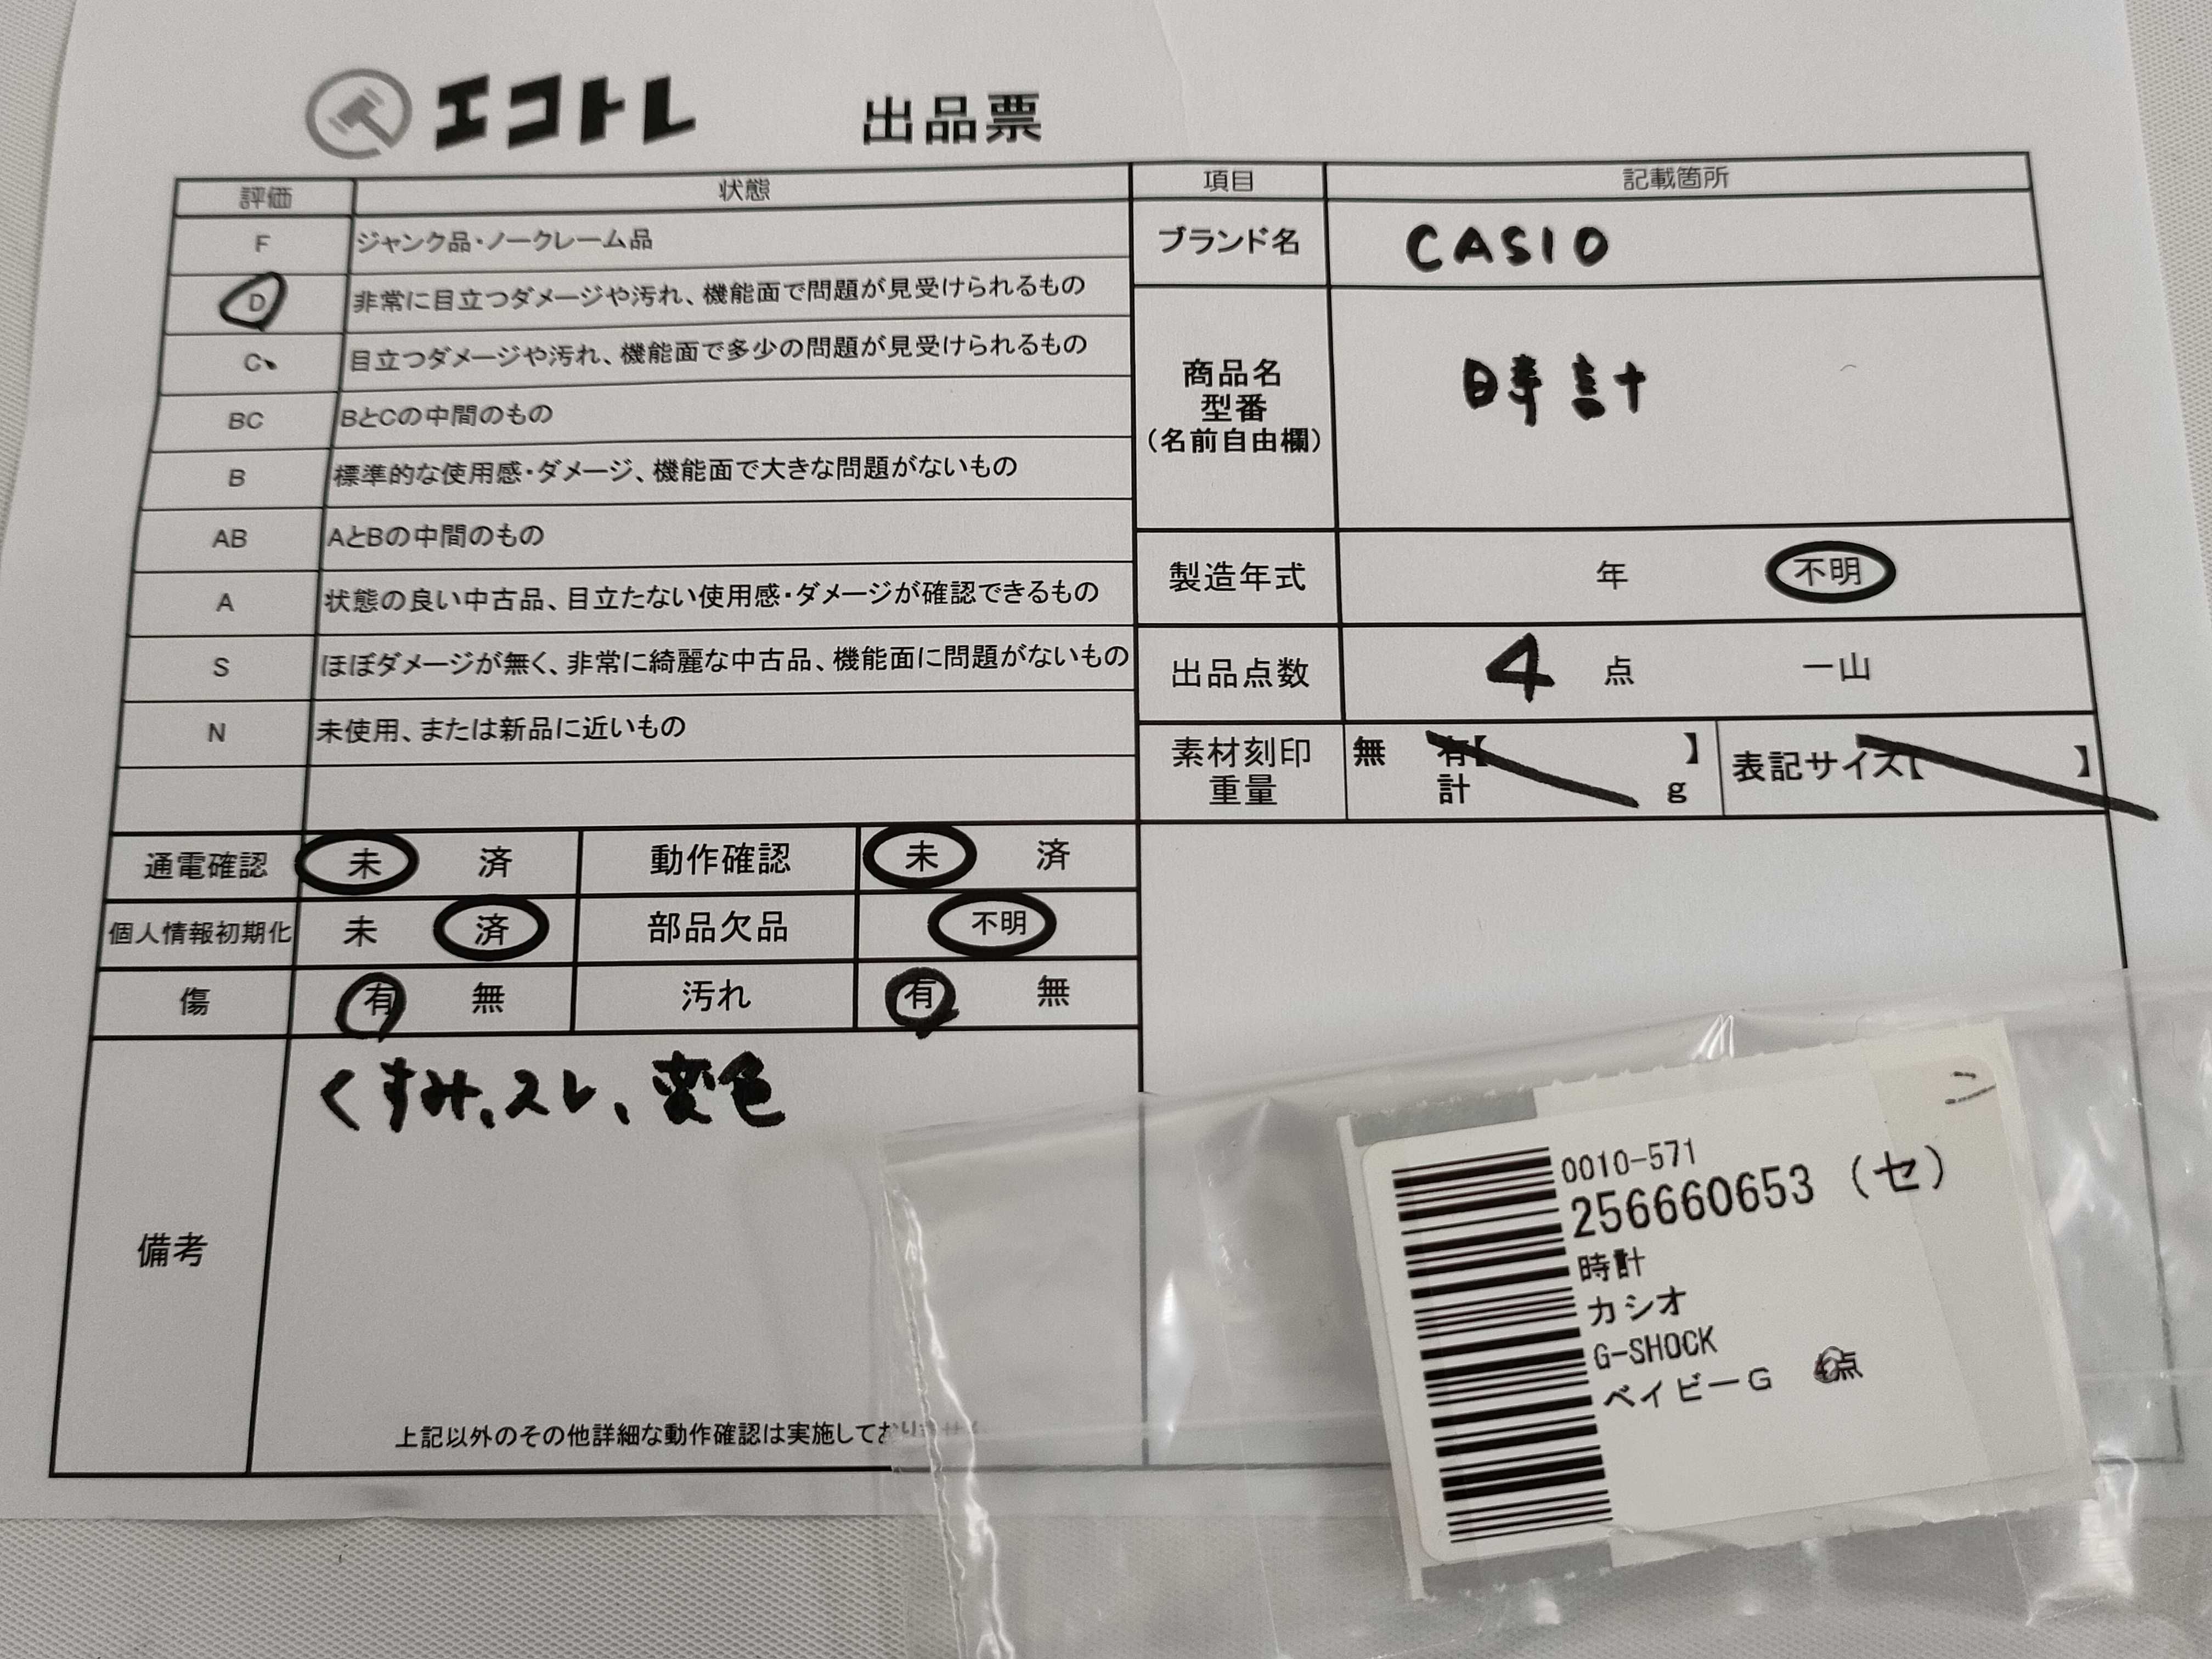 エコトレ 出品票
評価 状態
F ジャンク品・ノークレーム品
D 非常に目立つダメージや汚れ、機能面で問題が見受けられるもの
C 目立つダメージや汚れ、機能面で多少の問題が見受けられるもの
BC BとCの中間のもの
B 標準的な使用感・ダメージ、機能面で大きな問題がないもの
AB AとBの中間のもの
A 状態の良い中古品、目立たない使用感・ダメージが確認できるもの
S ほぼダメージが無く、非常に綺麗な中古品、機能面に問題がないもの
N 未使用、または新品に近いもの
通電確認 未 済 動作確認 未 済
個人情報初期化 未 済 部品欠品 不明
傷 有 無 汚れ 有 無
備考 くすみ、スレ、変色
上記以外のその他詳細な動作確認は実施しておりません
項目 記載箇所
ブランド名 CASIO
商品名
型番
(名前自由欄)
時計
製造年式 年 不明
出品点数 4 点 一山
素材刻印 無 有【 】 表記サイズ【 】
重量 計 g
0010-571
256660653 (セ)
時計
カシオ
G-SHOCK
ベイビーG 点